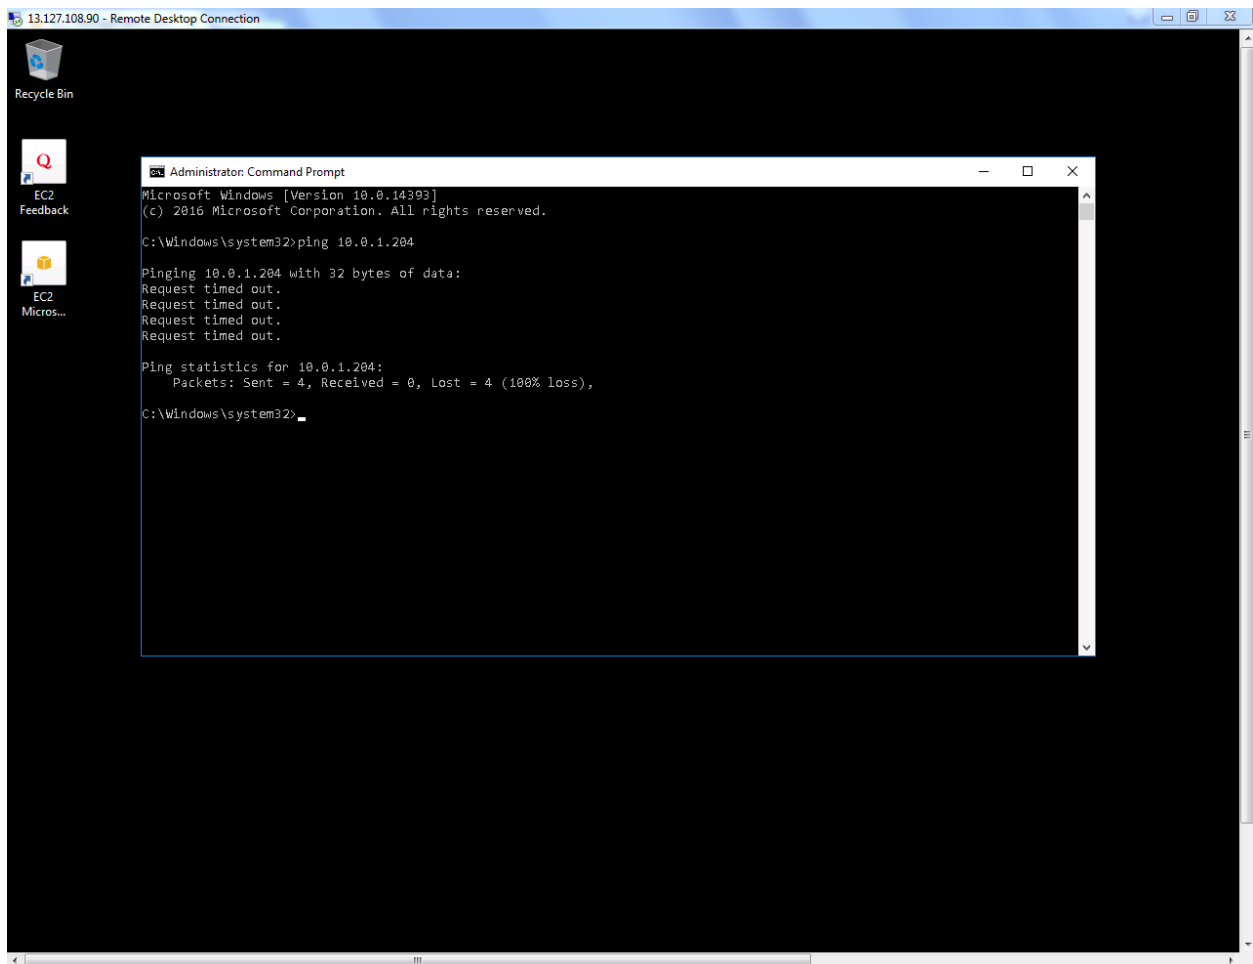 13.127.108.90 - Remote Desktop Connection
Recycle Bin
Q
EC2
Feedback
EC2
Micros...
Administrator: Command Prompt
Microsoft Windows [Version 10.0.14393]
(c) 2016 Microsoft Corporation. All rights reserved.
C:\Windows\system32>ping 10.0.1.204
Pinging 10.0.1.204 with 32 bytes of data:
Request timed out.
Request timed out.
Request timed out.
Request timed out.
Ping statistics for 10.0.1.204:
    Packets: Sent = 4, Received = 0, Lost = 4 (100% loss),
C:\Windows\system32>